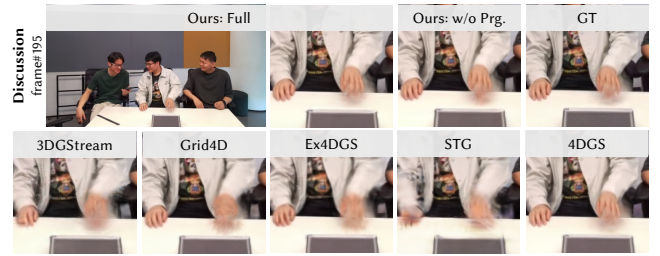 Discussion
frame#195
Ours: Full
Ours: w/o Prg.
GT
3DGStream
Grid4D
Ex4DGS
STG
4DGS